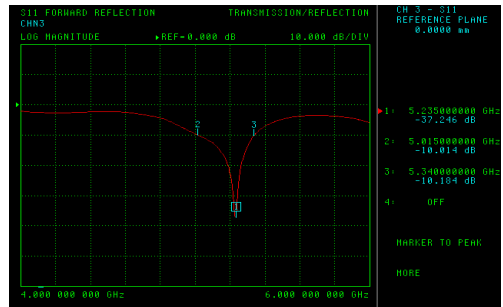 S11 FORWARD REFLECTION TRANSMISSION/REFLECTION
CHN3
LOG MAGNITUDE ▶REF=0.000 dB 10.000 dB/DIV
2 3
4.000 000 000 GHz 6.000 000 000 GHz
CH 3 - S11
REFERENCE PLANE
0.0000 mm
▶1: 5.235000000 GHz
-37.246 dB
2: 5.015000000 GHz
-10.014 dB
3: 5.340000000 GHz
-10.184 dB
4: OFF
MARKER TO PEAK
MORE